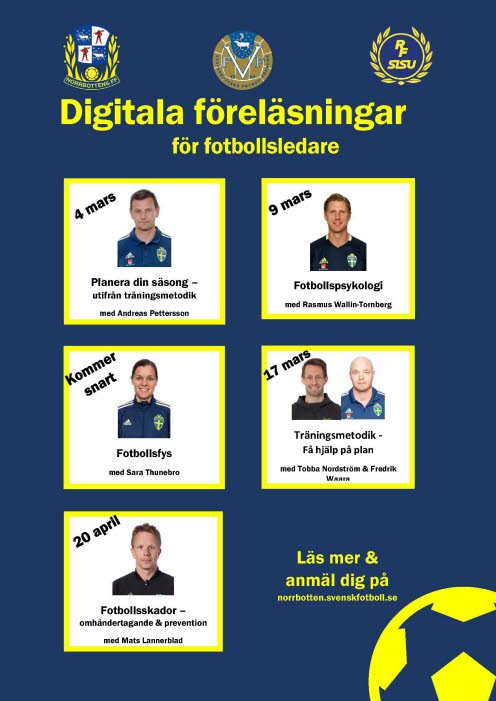 NORRBOTTENS FF
RF
SISU
Digitala föreläsningar
för fotbollsledare
4 mars
Planera din säsong –
utifrån träningsmetodik
med Andreas Pettersson
9 mars
Fotbollspsykologi
med Rasmus Wallin-Tornberg
Kommer
snart
Fotbollsfys
med Sara Thunebro
17 mars
Träningsmetodik -
Få hjälp på plan
med Tobba Nordström & Fredrik
Waara
20 april
Fotbollsskador –
omhändertagande & prevention
med Mats Lannerblad
Läs mer &
anmäl dig på
norrbotten.svenskfotboll.se